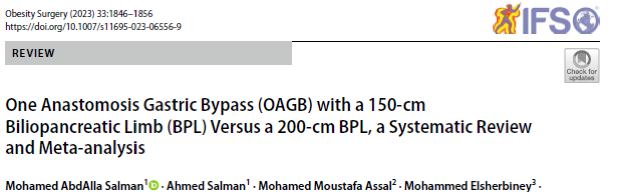 Obesity Surgery (2023) 33:1846–1856
https://doi.org/10.1007/s11695-023-06556-9
IFSO
REVIEW
Check for
updates
One Anastomosis Gastric Bypass (OAGB) with a 150-cm
Biliopancreatic Limb (BPL) Versus a 200-cm BPL, a Systematic Review
and Meta-analysis
Mohamed AbdAlla Salman1 · Ahmed Salman1 · Mohamed Moustafa Assal2 · Mohammed Elsherbiney3 ·